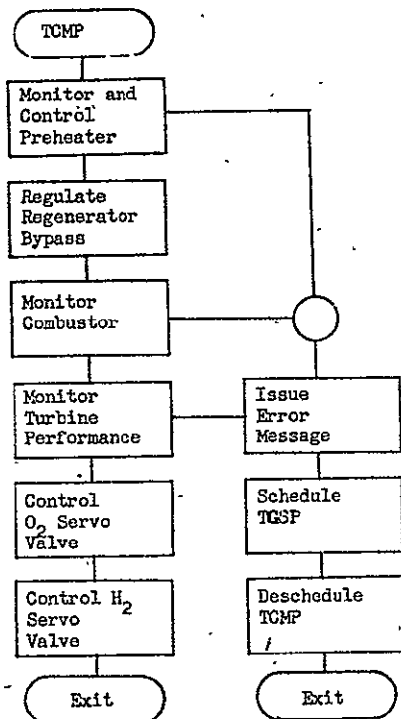 TCMP
Monitor and
Control
Preheater
Regulate
Regenerator
Bypass
Monitor
Combustor
Monitor
Turbine
Performance
Issue
Error
Message
Control
O₂ Servo
Valve
Schedule
TGSP
Control H₂
Servo
Valve
Deschedule
TCMP
Exit
Exit